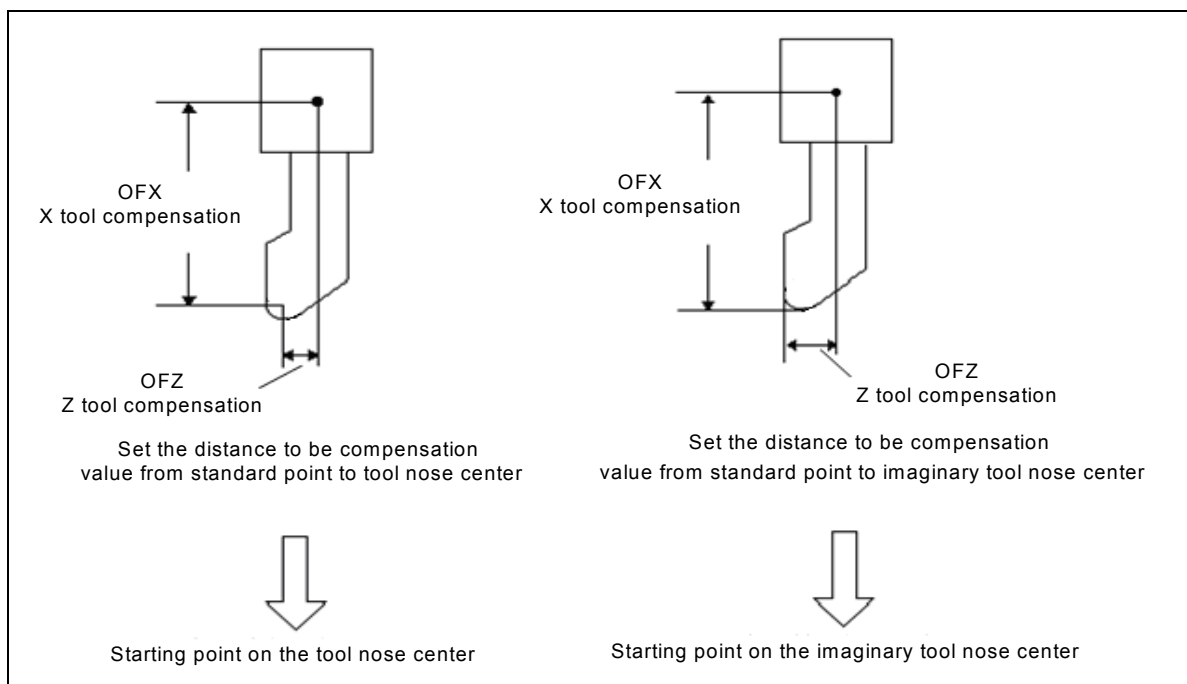 OFX
X tool compensation
OFZ
Z tool compensation
Set the distance to be compensation
value from standard point to tool nose center
Starting point on the tool nose center
OFX
X tool compensation
OFZ
Z tool compensation
Set the distance to be compensation
value from standard point to imaginary tool nose center
Starting point on the imaginary tool nose center